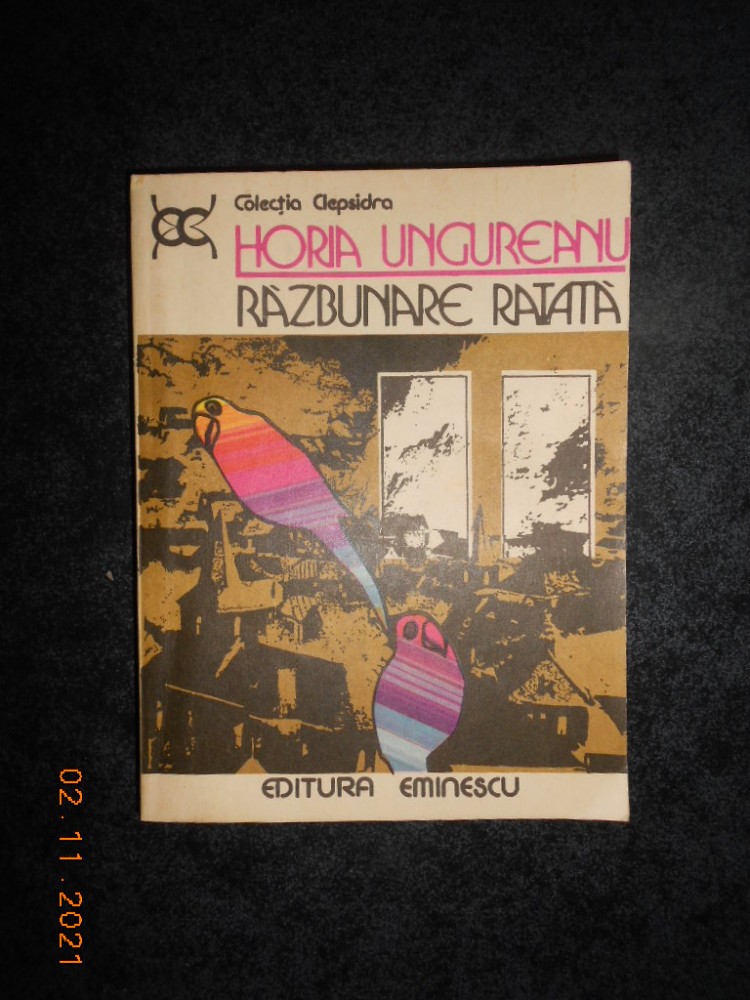 Colecția Clepsidra
HORIA UNGUREANU
RĂZBUNARE RATATĂ
EDITURA EMINESCU
02.11.2021